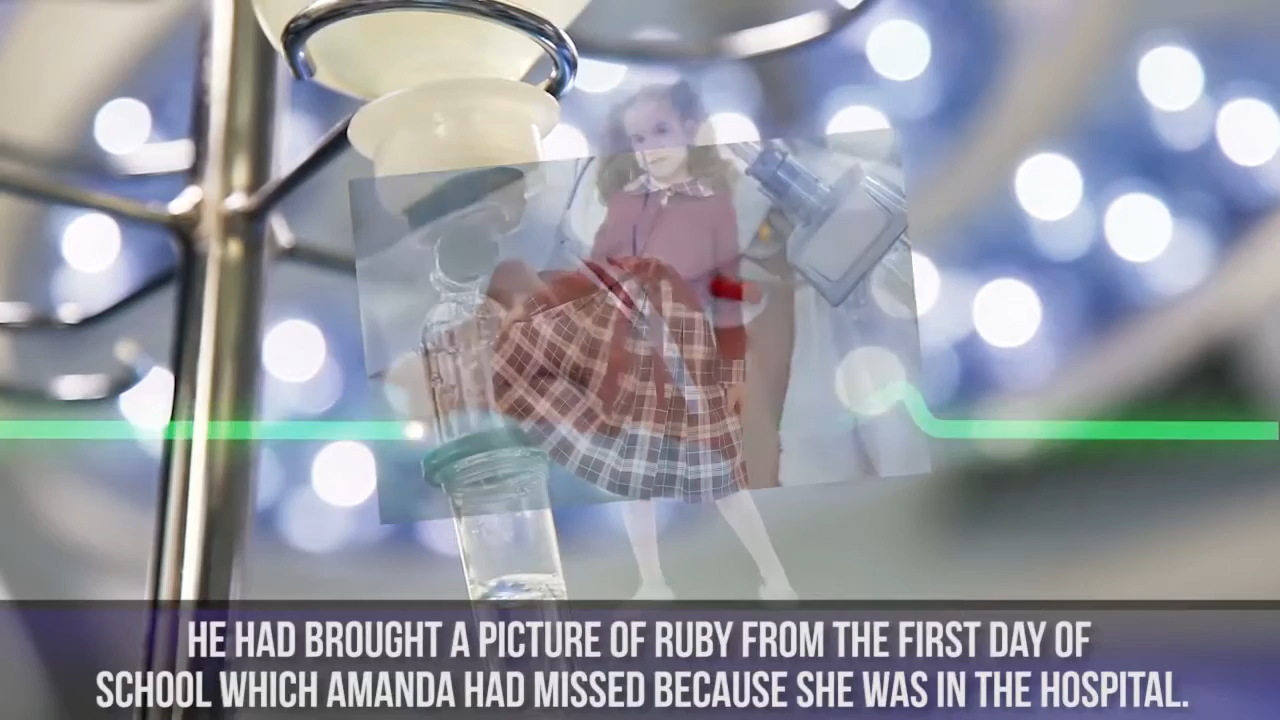 HE HAD BROUGHT A PICTURE OF RUBY FROM THE FIRST DAY OF
SCHOOL WHICH AMANDA HAD MISSED BECAUSE SHE WAS IN THE HOSPITAL.